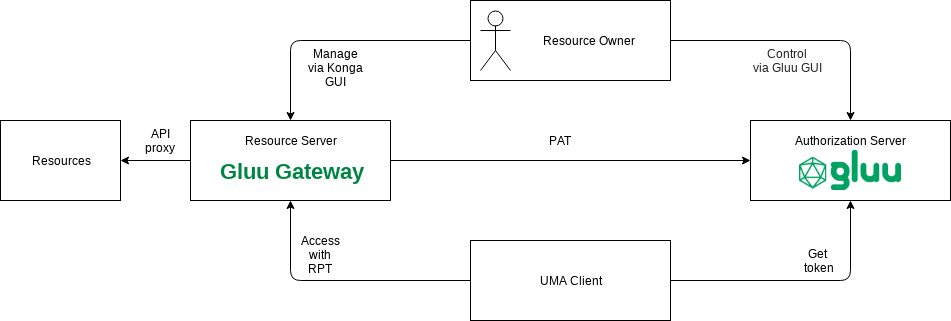 Resource Owner
Manage
via Konga
GUI
Control
via Gluu GUI
API
proxy
Resources
Resource Server
Gluu Gateway
PAT
Authorization Server
gluu
Access
with
RPT
UMA Client
Get
token